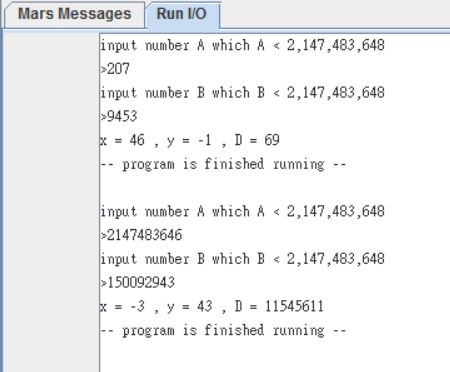 Mars Messages Run I/O
input number A which A < 2,147,483,648
>207
input number B which B < 2,147,483,648
>9453
x = 46 , y = -1 , D = 69
-- program is finished running --
input number A which A < 2,147,483,648
>2147483646
input number B which B < 2,147,483,648
>150092943
x = -3 , y = 43 , D = 11545611
-- program is finished running --